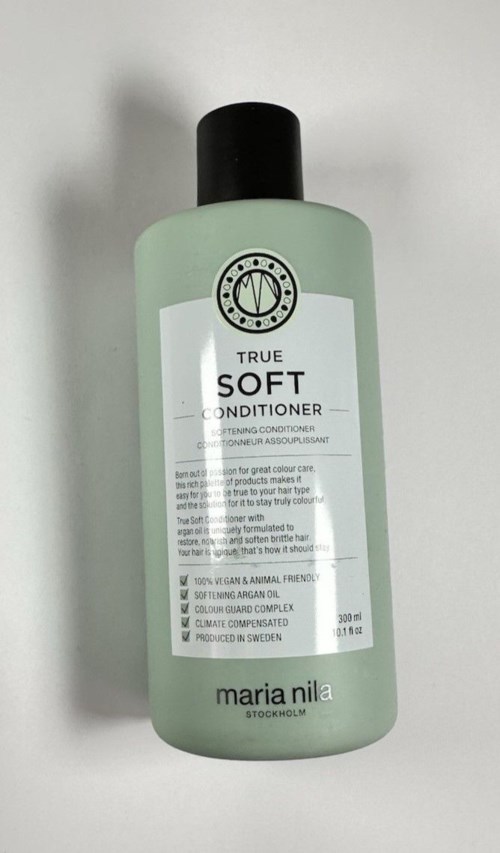 MN
TRUE
SOFT
CONDITIONER
SOFTENING CONDITIONER
CONDITIONNEUR ASSOUPLISSANT
Born out of passion for great colour care,
this rich palette of products makes it
easy for you to be true to your hair type
and the solution for it to stay truly colourful.
True Soft Conditioner with
argan oil is uniquely formulated to
restore, nourish and soften brittle hair.
Your hair is unique, that's how it should stay.
100% VEGAN & ANIMAL FRIENDLY
SOFTENING ARGAN OIL
COLOUR GUARD COMPLEX
CLIMATE COMPENSATED
PRODUCED IN SWEDEN
300 ml
10.1 fl oz
maria nila
STOCKHOLM